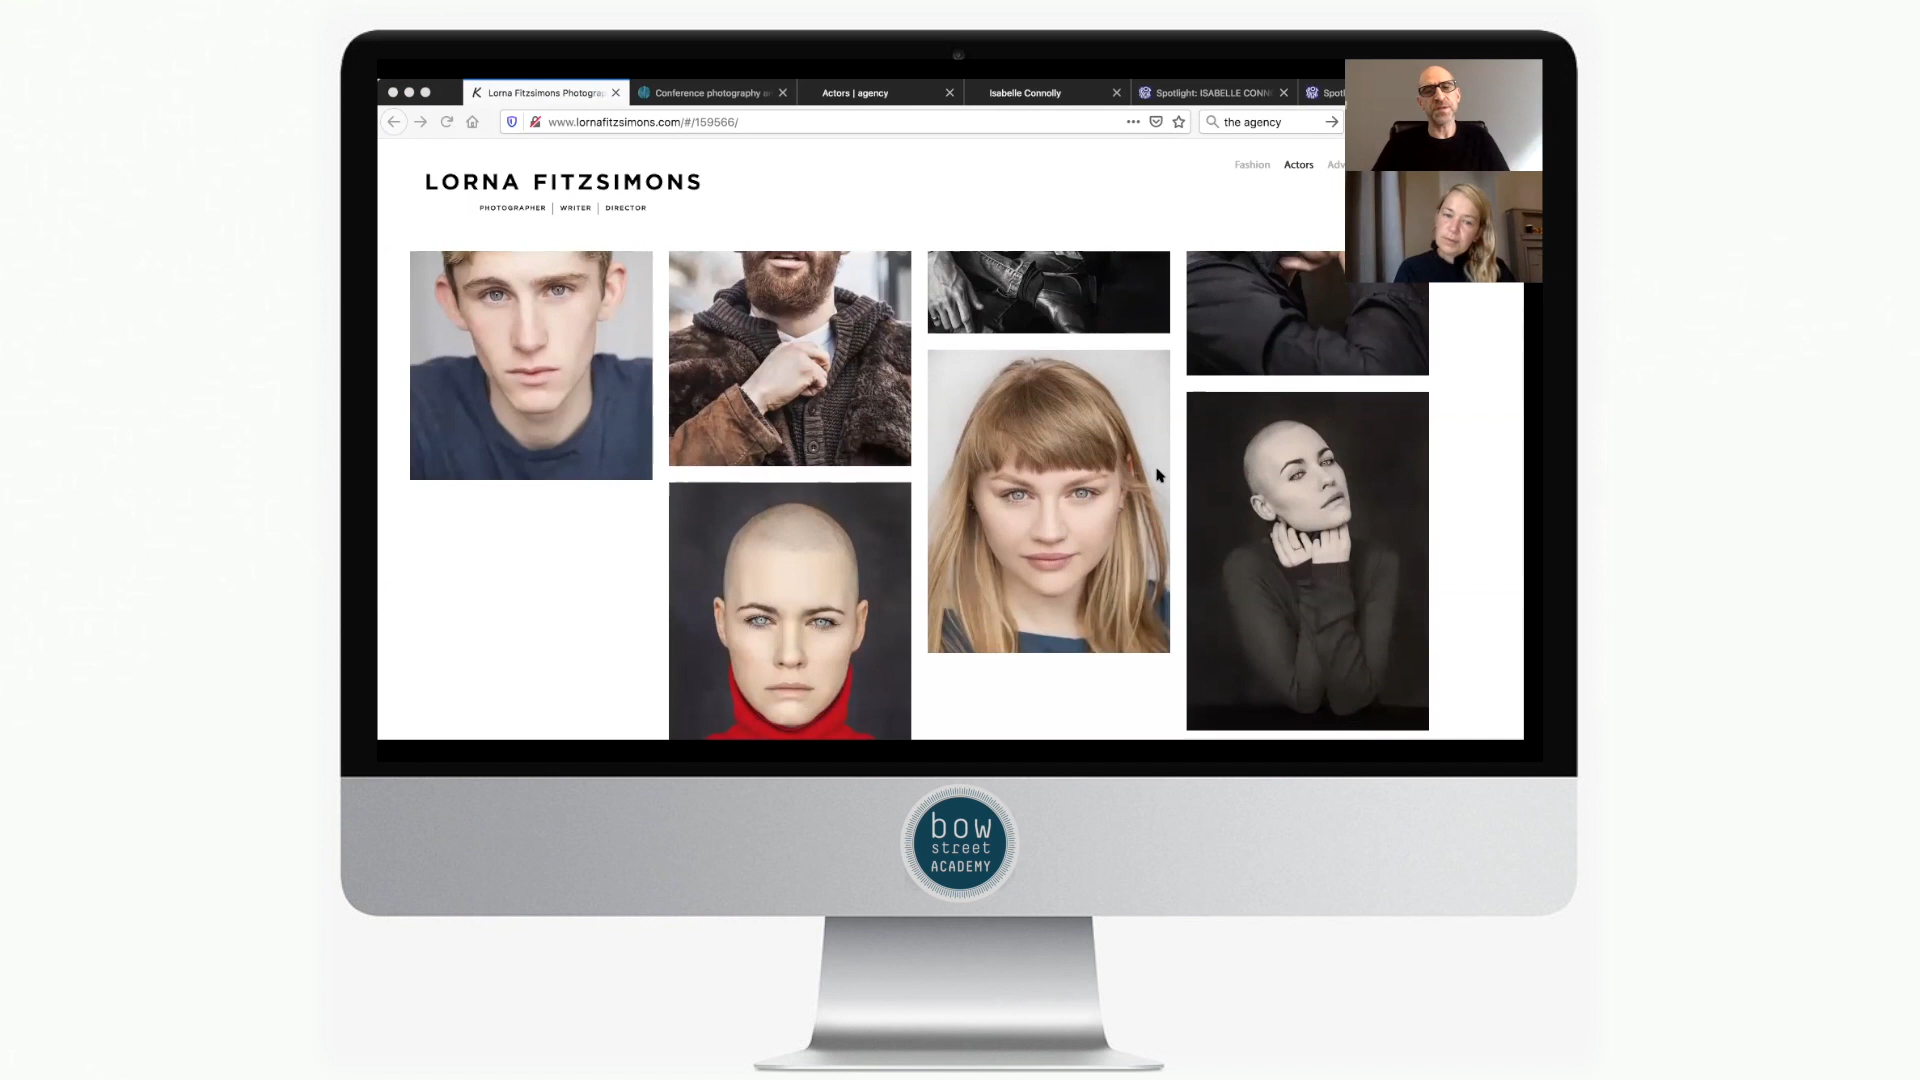 Lorna Fitzsimons Photogra
Conference photography a
Actors | agency
Isabelle Connolly
Spotlight: ISABELLE CONN
Spotl
www.lornafitzsimons.com/#/159566/
the agency
Fashion Actors Adv
LORNA FITZSIMONS
PHOTOGRAPHER | WRITER | DIRECTOR
bow
street
ACADEMY